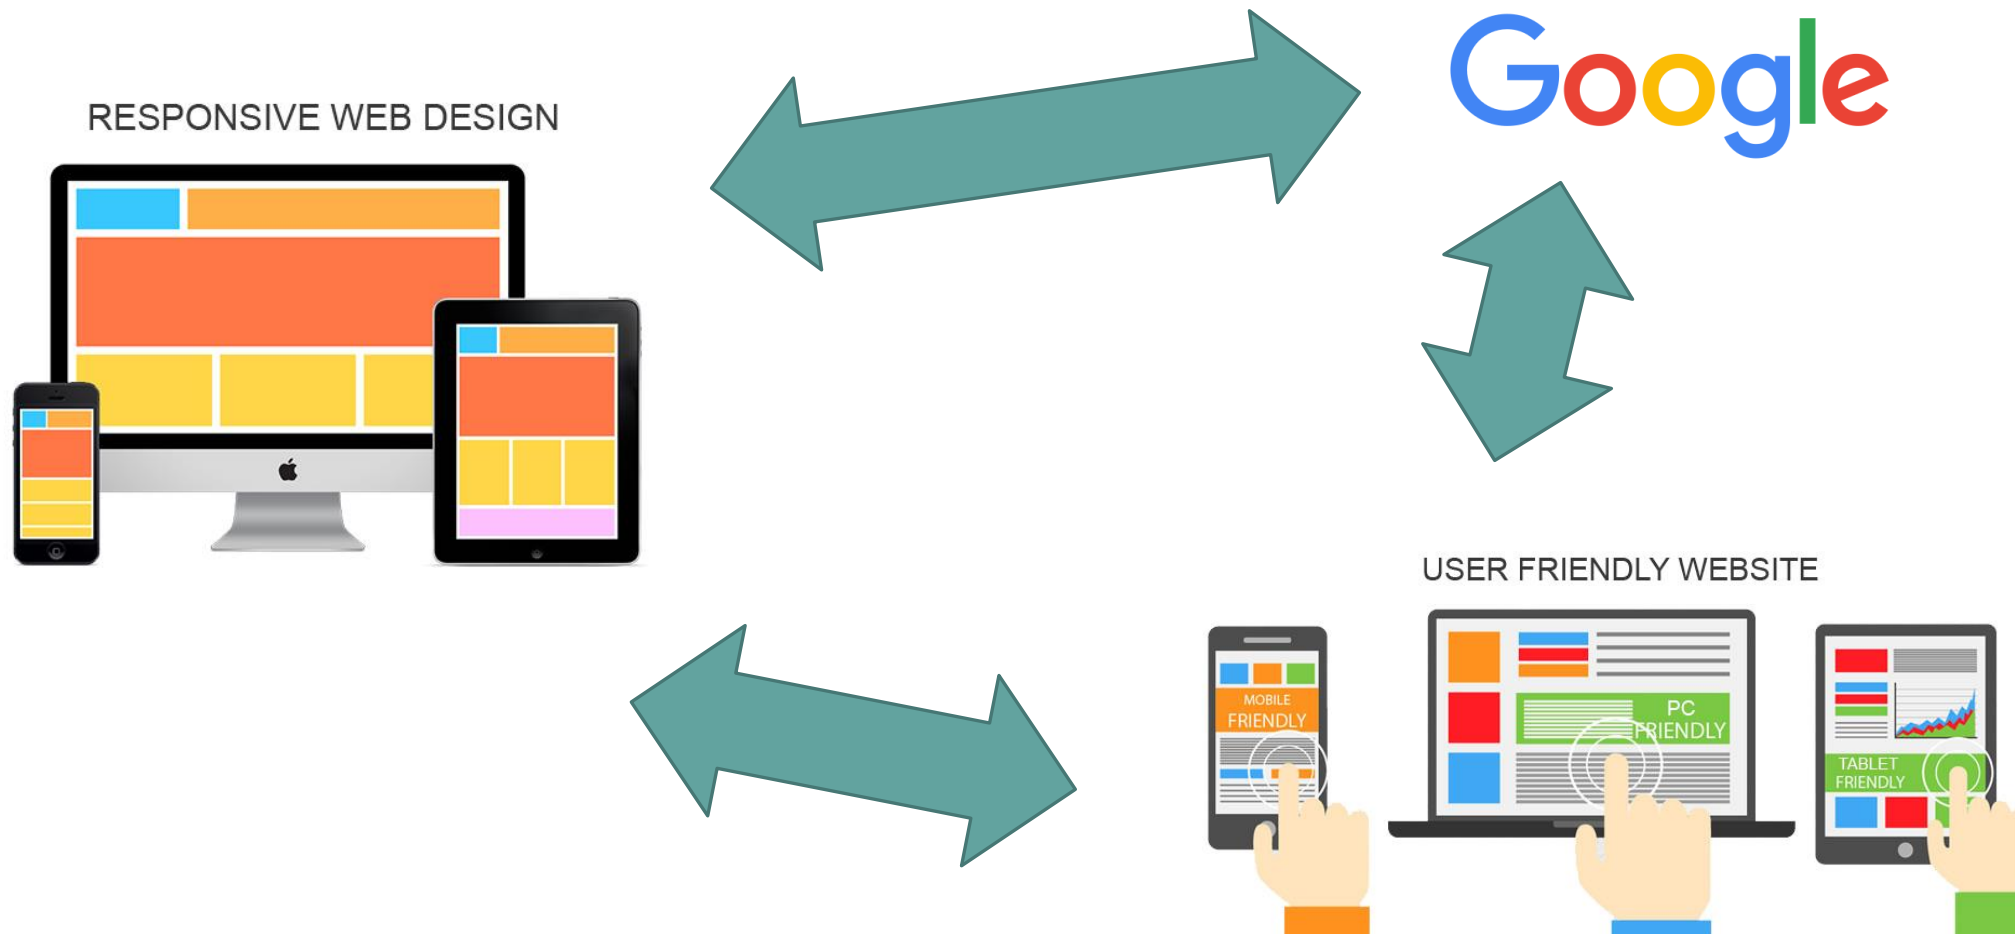 Google
RESPONSIVE WEB DESIGN
USER FRIENDLY WEBSITE
MOBILE
FRIENDLY
PC
FRIENDLY
TABLET
FRIENDLY